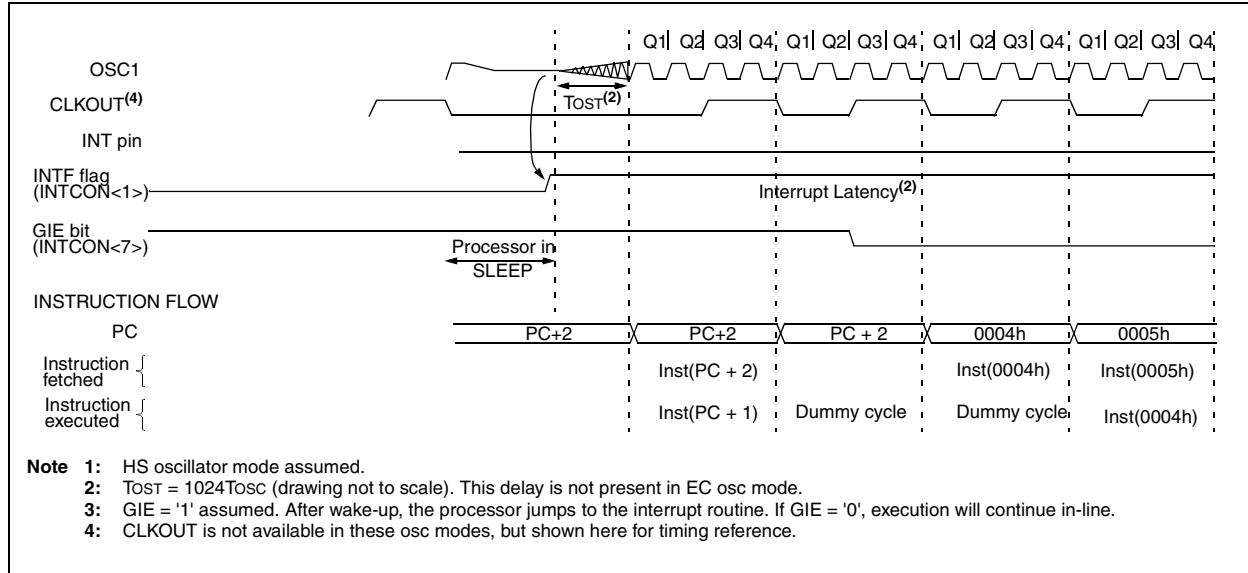 Q1 Q2 Q3 Q4 Q1 Q2 Q3 Q4 Q1 Q2 Q3 Q4 Q1 Q2 Q3 Q4
OSC1
CLKOUT(4)
TOST(2)
INT pin
INTF flag
(INTCON<1>)
Interrupt Latency(2)
GIE bit
(INTCON<7>)
Processor in
SLEEP
INSTRUCTION FLOW
PC PC+2 PC+2 PC + 2 0004h 0005h
Instruction
fetched
Inst(PC + 2) Inst(0004h) Inst(0005h)
Instruction
executed
Inst(PC + 1) Dummy cycle Dummy cycle Inst(0004h)
Note 1: HS oscillator mode assumed.
2: TOST = 1024TOSC (drawing not to scale). This delay is not present in EC osc mode.
3: GIE = '1' assumed. After wake-up, the processor jumps to the interrupt routine. If GIE = '0', execution will continue in-line.
4: CLKOUT is not available in these osc modes, but shown here for timing reference.